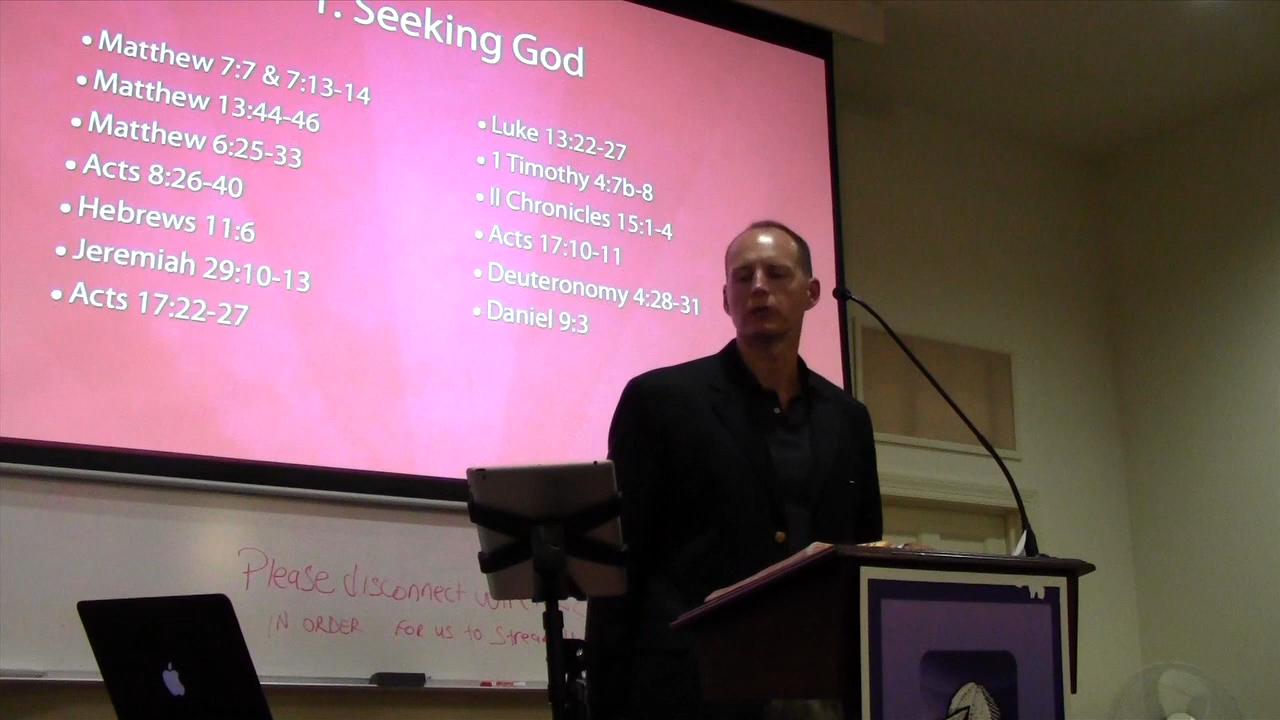 1. Seeking God
• Matthew 7:7 & 7:13-14
• Matthew 13:44-46
• Matthew 6:25-33
• Acts 8:26-40
• Hebrews 11:6
• Jeremiah 29:10-13
• Acts 17:22-27
• Luke 13:22-27
• 1 Timothy 4:7b-8
• II Chronicles 15:1-4
• Acts 17:10-11
• Deuteronomy 4:28-31
• Daniel 9:3
Please disconnect
IN ORDER FOR US to